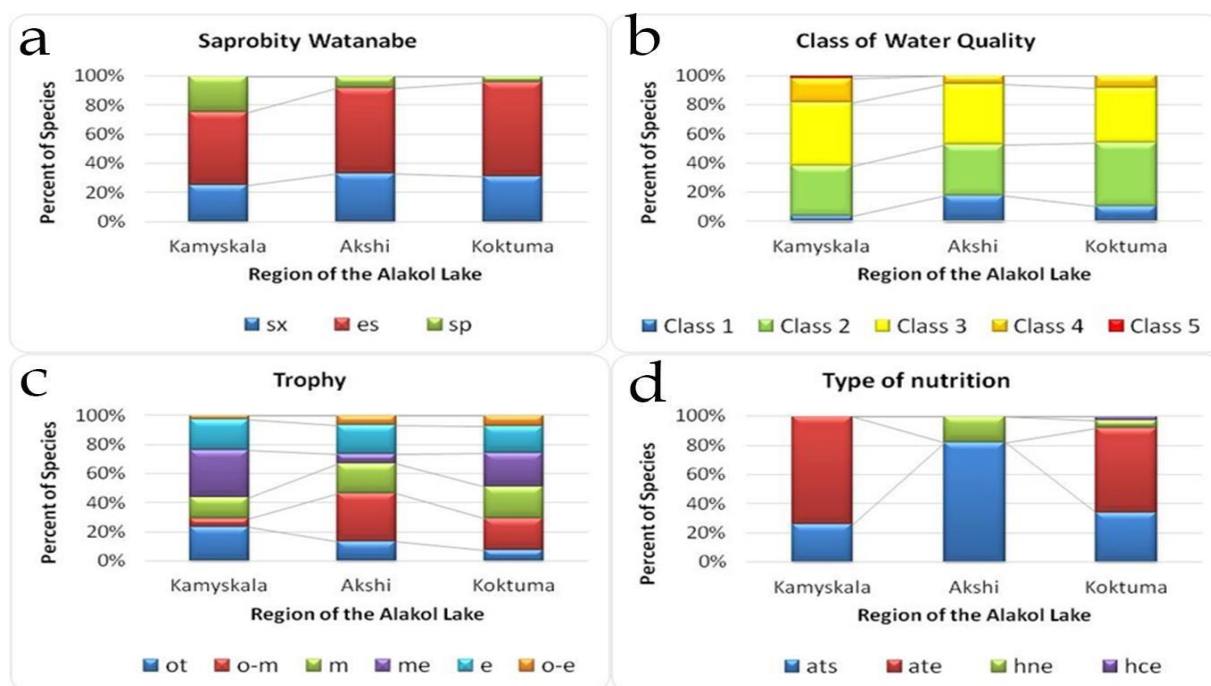 a
Saprobity Watanabe
Percent of Species
100%
80%
60%
40%
20%
0%
Kamyskala Akshi Koktuma
Region of the Alakol Lake
sx es sp
b
Class of Water Quality
Percent of Species
100%
80%
60%
40%
20%
0%
Kamyskala Akshi Koktuma
Region of the Alakol Lake
Class 1 Class 2 Class 3 Class 4 Class 5
c
Trophy
Percent of Species
100%
80%
60%
40%
20%
0%
Kamyskala Akshi Koktuma
Region of the Alakol Lake
ot o-m m me e o-e
d
Type of nutrition
Percent of Species
100%
80%
60%
40%
20%
0%
Kamyskala Akshi Koktuma
Region of the Alakol Lake
ats ate hne hce